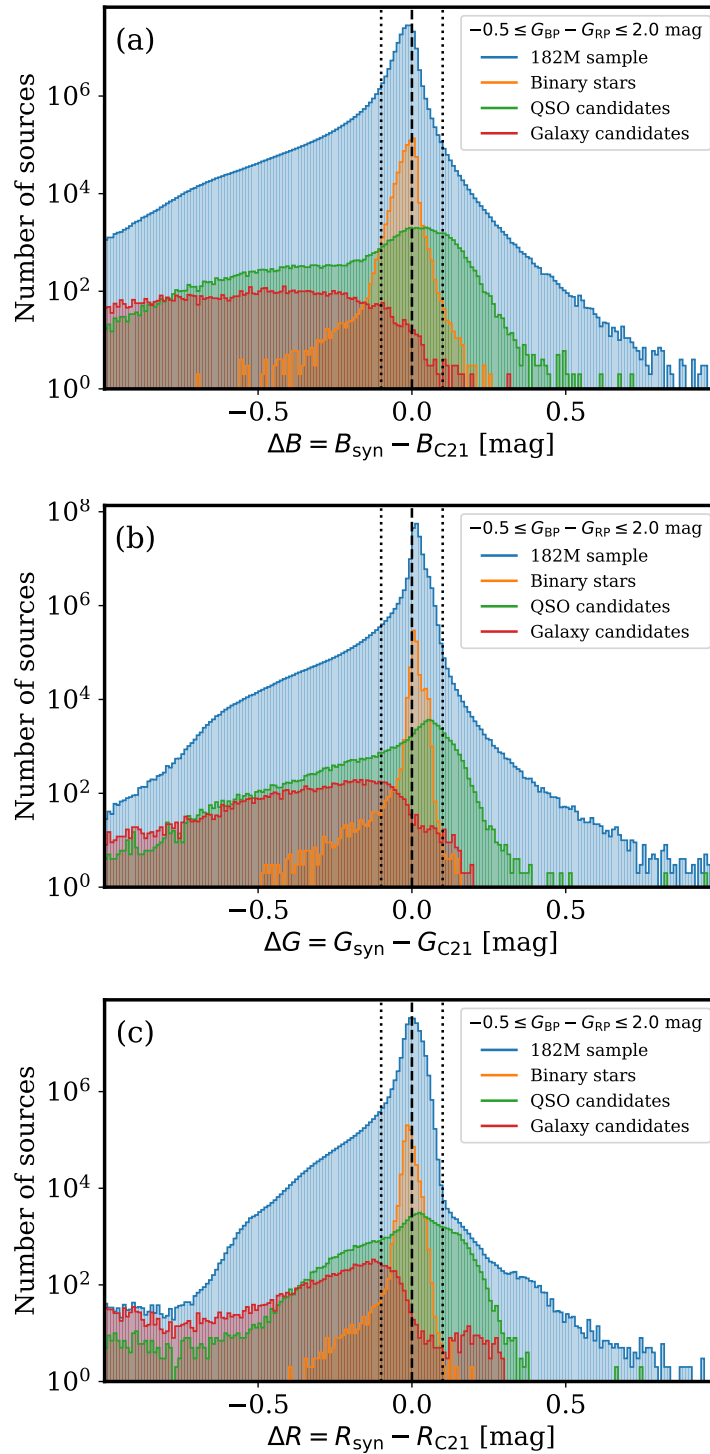 (a)
−0.5 ≤ G_BP − G_RP ≤ 2.0 mag
182M sample
Binary stars
QSO candidates
Galaxy candidates
Number of sources
10^6
10^4
10^2
10^0
−0.5 0.0 0.5
ΔB = B_syn − B_C21 [mag]
(b)
−0.5 ≤ G_BP − G_RP ≤ 2.0 mag
182M sample
Binary stars
QSO candidates
Galaxy candidates
Number of sources
10^8
10^6
10^4
10^2
10^0
−0.5 0.0 0.5
ΔG = G_syn − G_C21 [mag]
(c)
−0.5 ≤ G_BP − G_RP ≤ 2.0 mag
182M sample
Binary stars
QSO candidates
Galaxy candidates
Number of sources
10^6
10^4
10^2
10^0
−0.5 0.0 0.5
ΔR = R_syn − R_C21 [mag]